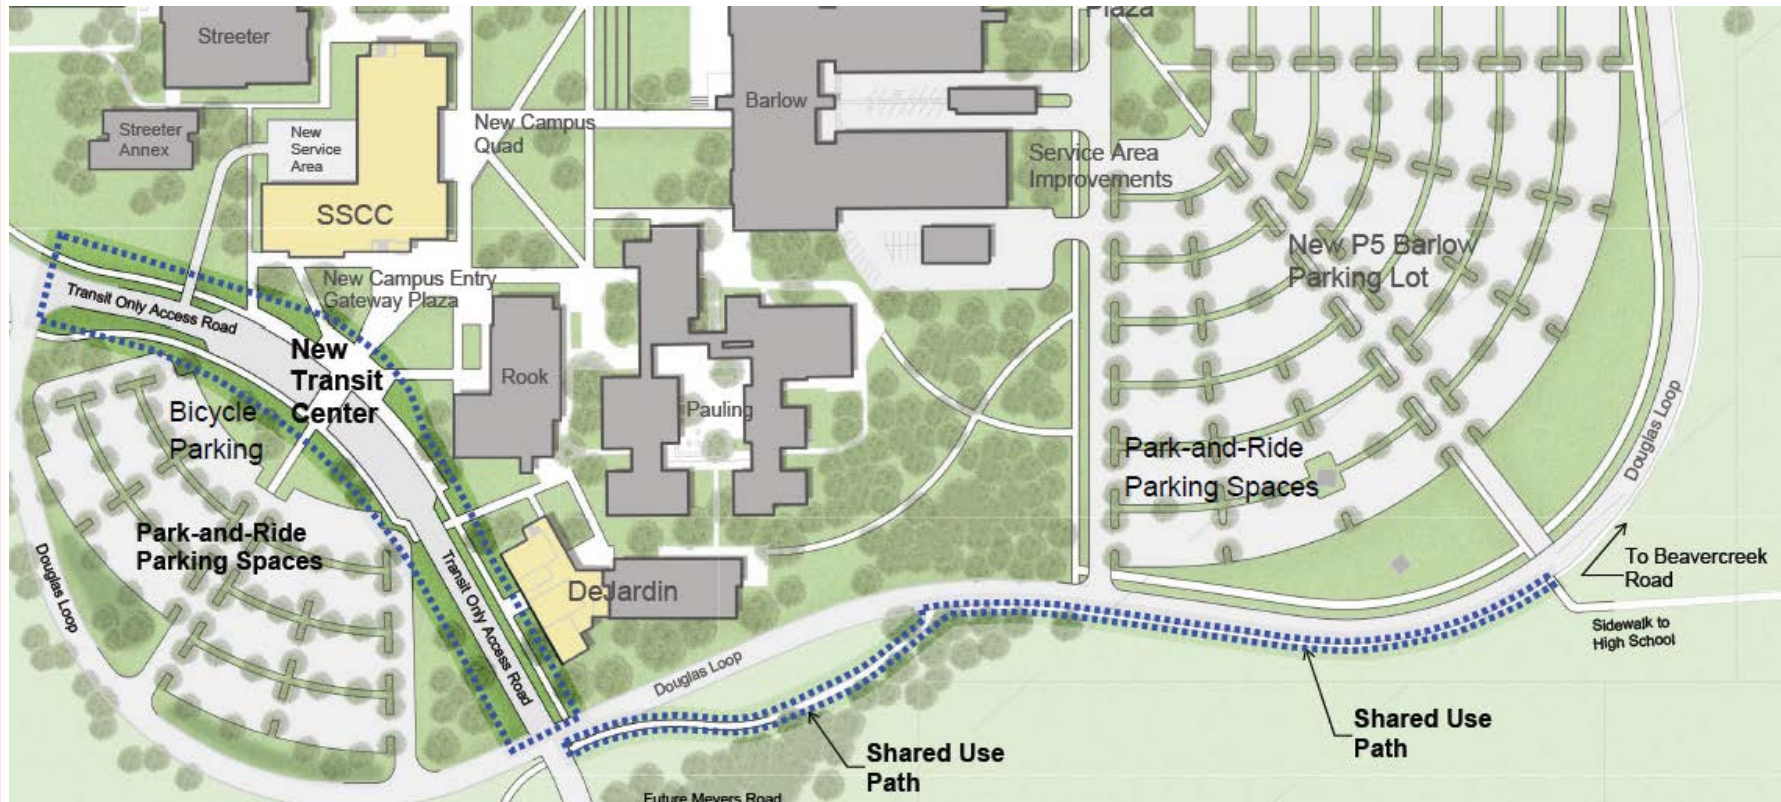 Plaza
Streeter
Barlow
Streeter
Annex
New
Service
Area
New Campus
Quad
Service Area
Improvements
SSCC
New P5 Barlow
Parking Lot
New Campus Entry
Gateway Plaza
Transit Only Access Road
New
Transit
Center
Rook
Pauling
Bicycle
Parking
Douglas Loop
Park-and-Ride
Parking Spaces
Park-and-Ride
Parking Spaces
Douglas Loop
Transit Only Access Road
DeJardin
To Beavercreek
Road
Sidewalk to
High School
Douglas Loop
Shared Use
Path
Shared Use
Path
Future Meyers Road